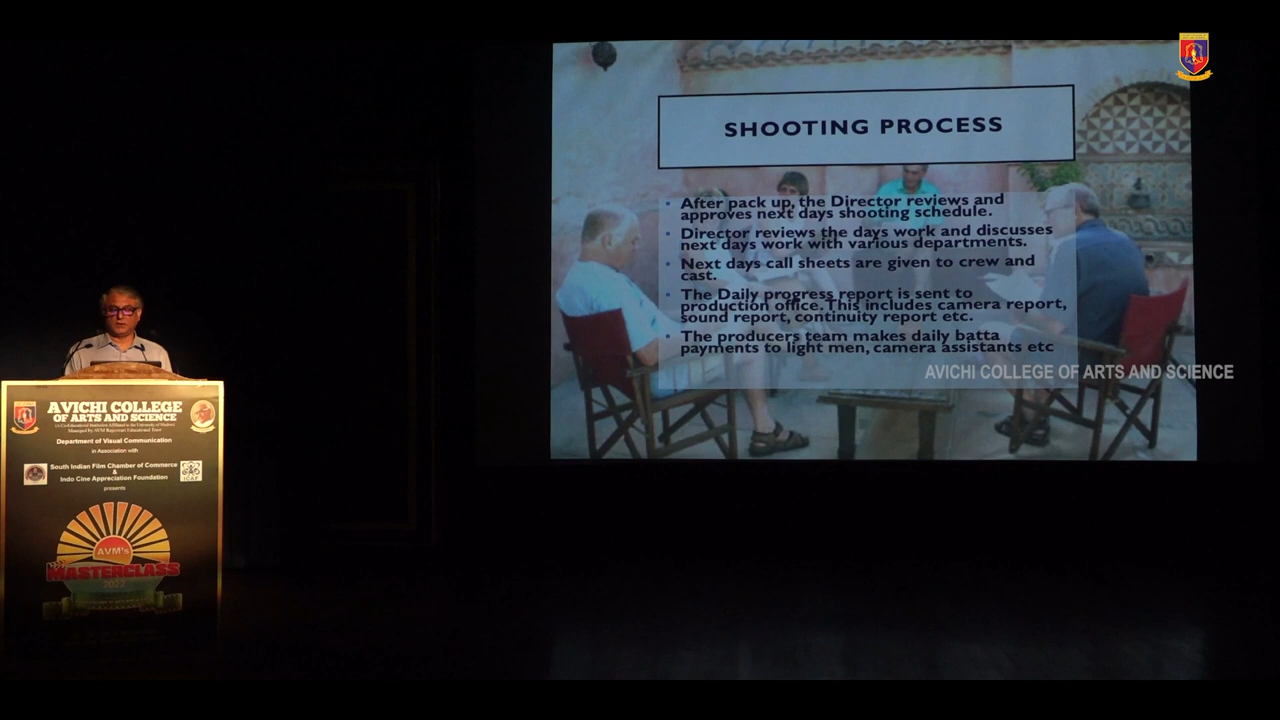 SHOOTING PROCESS
After pack up, the Director reviews and
approves next days shooting schedule.
Director reviews the days work and discusses
next days work with various departments.
Next days call sheets are given to crew and
cast.
The Daily progress report is sent to
production office. This includes camera report,
sound report, continuity report etc.
The producers team makes daily batta
payments to light men, camera assistants etc
AVICHI COLLEGE OF ARTS AND SCIENCE
AVICHI COLLEGE
OF ARTS AND SCIENCE
Department of Visual Communication
in Association with
South Indian Film Chamber of Commerce
&
Indo Cine Appreciation Foundation
ICAF
presents
AVM's
MASTERCLASS
2022